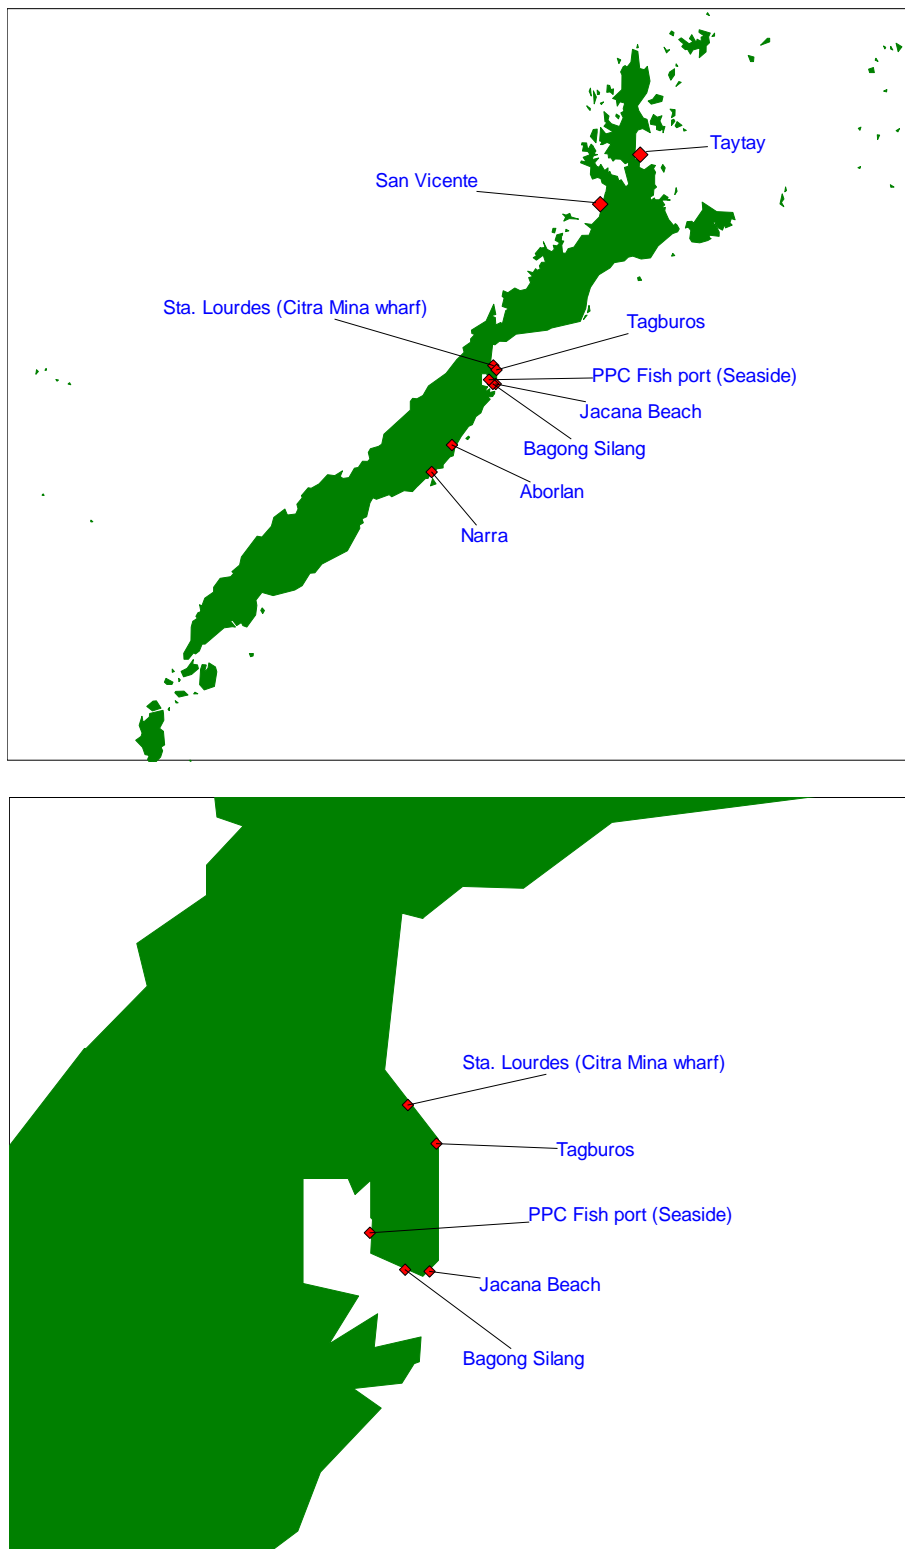 Taytay
San Vicente
Sta. Lourdes (Citra Mina wharf)
Tagburos
PPC Fish port (Seaside)
Jacana Beach
Bagong Silang
Aborlan
Narra
Sta. Lourdes (Citra Mina wharf)
Tagburos
PPC Fish port (Seaside)
Jacana Beach
Bagong Silang